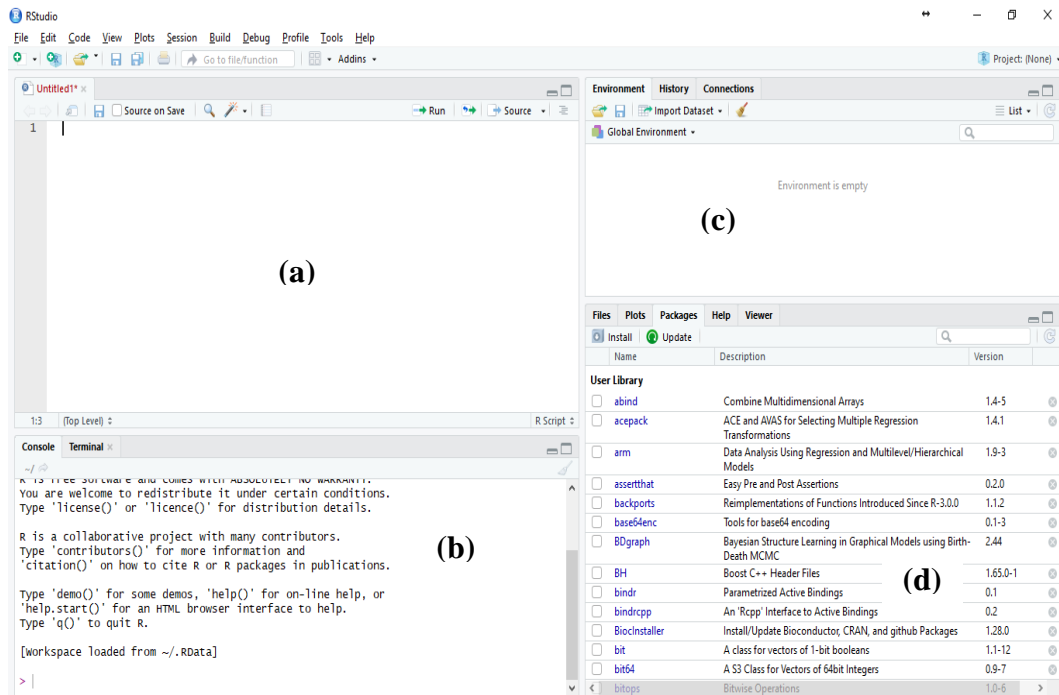 RStudio
File Edit Code View Plots Session Build Debug Profile Tools Help
Go to file/function Addins Project: (None)
Untitled1*
Source on Save Run Source
1
(a)
1:3 (Top Level) R Script
Console Terminal
~/
R is free software and comes with ABSOLUTELY NO WARRANTY.
You are welcome to redistribute it under certain conditions.
Type 'license()' or 'licence()' for distribution details.
R is a collaborative project with many contributors.
Type 'contributors()' for more information and
'citation()' on how to cite R or R packages in publications.
(b)
Type 'demo()' for some demos, 'help()' for on-line help, or
'help.start()' for an HTML browser interface to help.
Type 'q()' to quit R.
[Workspace loaded from ~/.RData]
>
Environment History Connections
Import Dataset List
Global Environment
Environment is empty
(c)
Files Plots Packages Help Viewer
Install Update
Name Description Version
User Library
abind Combine Multidimensional Arrays 1.4-5
acepack ACE and AVAS for Selecting Multiple Regression 1.4.1
Transformations
arm Data Analysis Using Regression and Multilevel/Hierarchical 1.9-3
Models
assertthat Easy Pre and Post Assertions 0.2.0
backports Reimplementations of Functions Introduced Since R-3.0.0 1.1.2
base64enc Tools for base64 encoding 0.1-3
BDgraph Bayesian Structure Learning in Graphical Models using Birth- 2.44
Death MCMC
BH Boost C++ Header Files 1.65.0-1
(d)
bindr Parametrized Active Bindings 0.1
bindrcpp An 'Rcpp' Interface to Active Bindings 0.2
BiocInstaller Install/Update Bioconductor, CRAN, and github Packages 1.28.0
bit A class for vectors of 1-bit booleans 1.1-12
bit64 A S3 Class for Vectors of 64bit Integers 0.9-7
bitops Bitwise Operations 1.0-6